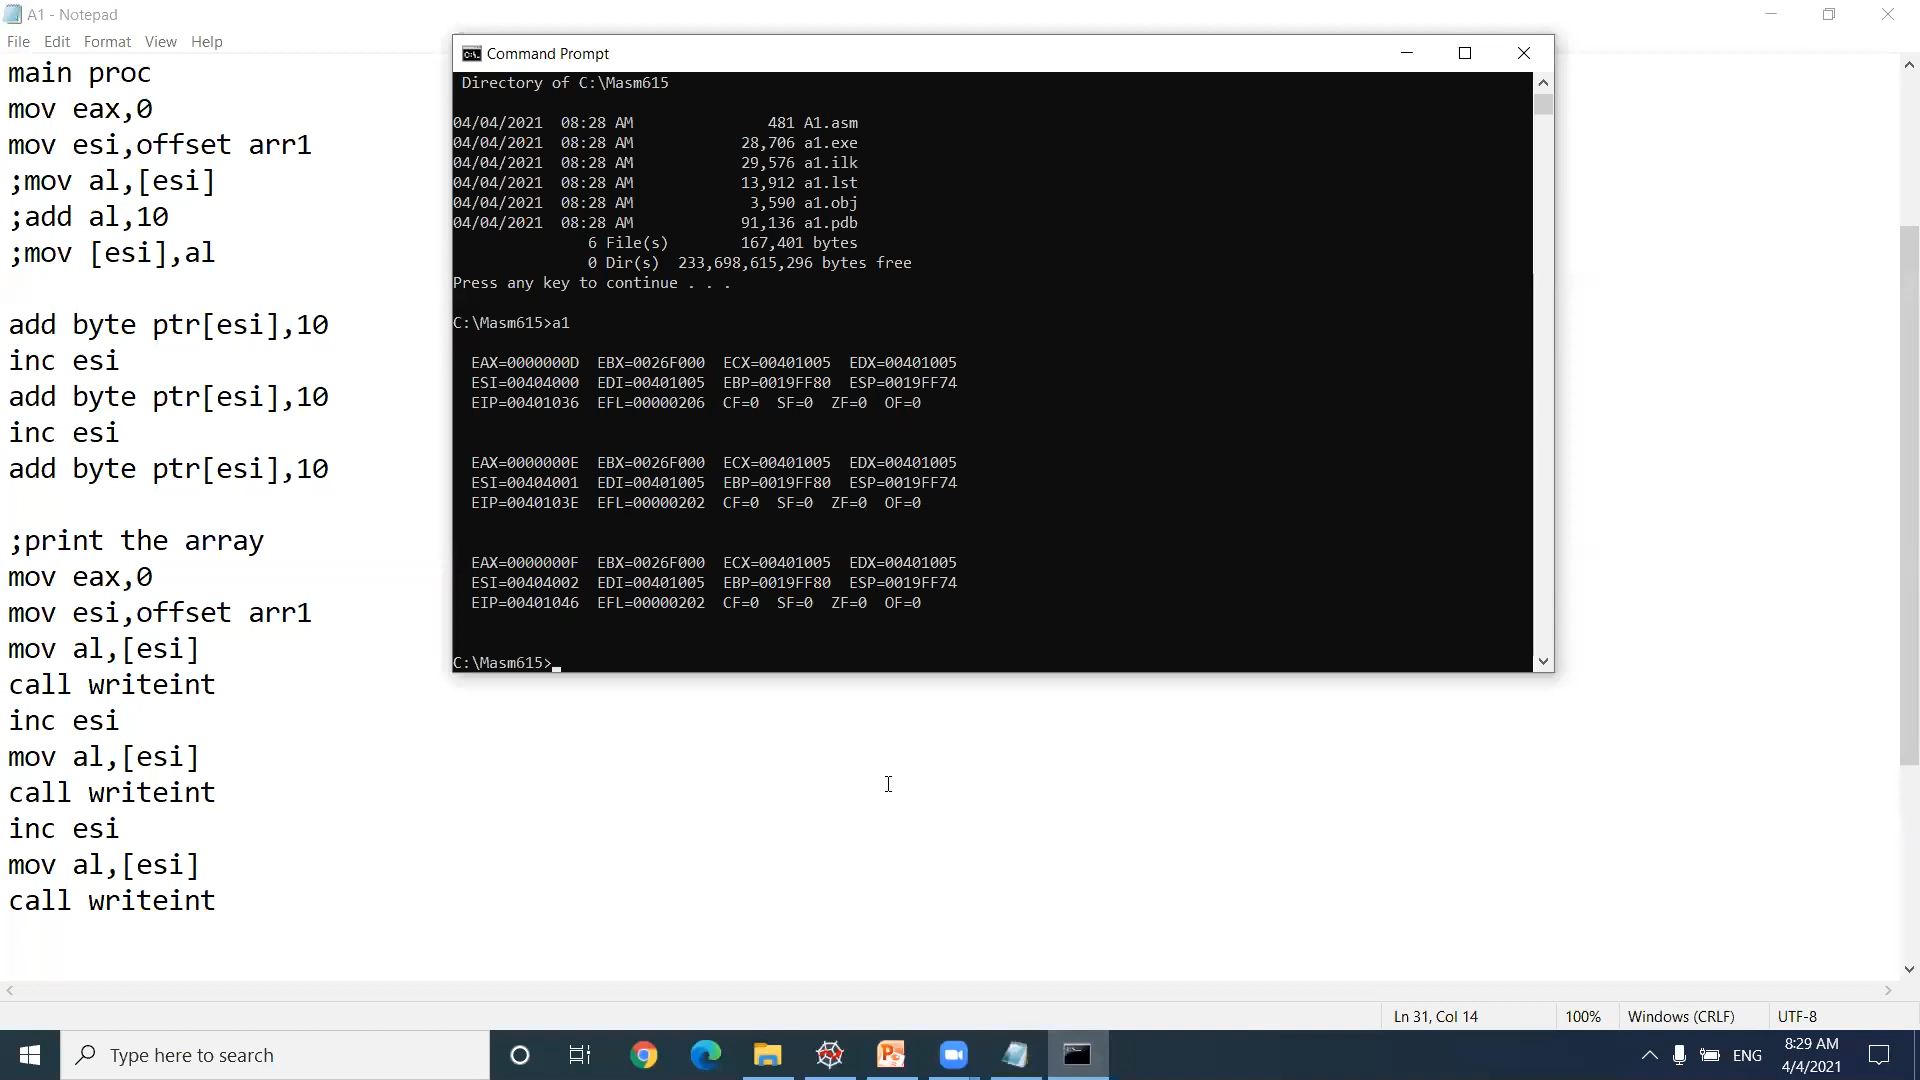 A1 - Notepad
File Edit Format View Help
main proc
mov eax,0
mov esi,offset arr1
;mov al,[esi]
;add al,10
;mov [esi],al
add byte ptr[esi],10
inc esi
add byte ptr[esi],10
inc esi
add byte ptr[esi],10
;print the array
mov eax,0
mov esi,offset arr1
mov al,[esi]
call writeint
inc esi
mov al,[esi]
call writeint
inc esi
mov al,[esi]
call writeint
Command Prompt
Directory of C:\Masm615
04/04/2021 08:28 AM 481 A1.asm
04/04/2021 08:28 AM 28,706 a1.exe
04/04/2021 08:28 AM 29,576 a1.ilk
04/04/2021 08:28 AM 13,912 a1.lst
04/04/2021 08:28 AM 3,590 a1.obj
04/04/2021 08:28 AM 91,136 a1.pdb
6 File(s) 167,401 bytes
0 Dir(s) 233,698,615,296 bytes free
Press any key to continue . . .
C:\Masm615>a1
EAX=0000000D EBX=0026F000 ECX=00401005 EDX=00401005
ESI=00404000 EDI=00401005 EBP=0019FF80 ESP=0019FF74
EIP=00401036 EFL=00000206 CF=0 SF=0 ZF=0 OF=0
EAX=0000000E EBX=0026F000 ECX=00401005 EDX=00401005
ESI=00404001 EDI=00401005 EBP=0019FF80 ESP=0019FF74
EIP=0040103E EFL=00000202 CF=0 SF=0 ZF=0 OF=0
EAX=0000000F EBX=0026F000 ECX=00401005 EDX=00401005
ESI=00404002 EDI=00401005 EBP=0019FF80 ESP=0019FF74
EIP=00401046 EFL=00000202 CF=0 SF=0 ZF=0 OF=0
C:\Masm615>
Ln 31, Col 14 100% Windows (CRLF) UTF-8
Type here to search
ENG
8:29 AM
4/4/2021